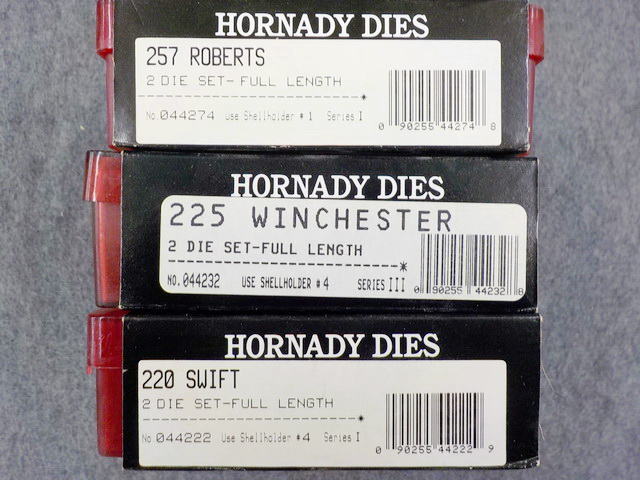 HORNADY DIES
257 ROBERTS
2 DIE SET- FULL LENGTH
No. 044274 Use Shellholder # 1 Series I
0 90255 44274 8
HORNADY DIES
225 WINCHESTER
2 DIE SET-FULL LENGTH
NO. 044232 USE SHELLHOLDER #4 SERIES III
0 90255 44232 8
HORNADY DIES
220 SWIFT
2 DIE SET-FULL LENGTH
No. 044222 Use Shellholder #4 Series I
0 90255 44222 9